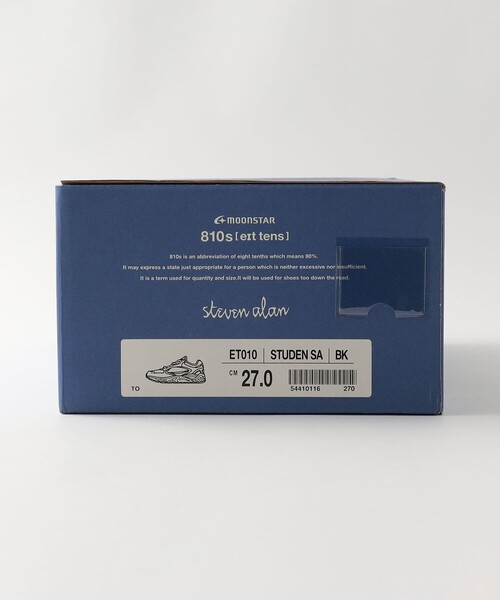 MOONSTAR
810s [eɪt tens]
810s is an abbreviation of eight tenths which means 80%.
It may express a state just appropriate for a person which is neither excessive nor insufficient.
It is a term used for quantity and size.It will be used for shoes too down the road.
steven alan
ET010 | STUDEN SA | BK
CM 27.0
54410116 270
TO